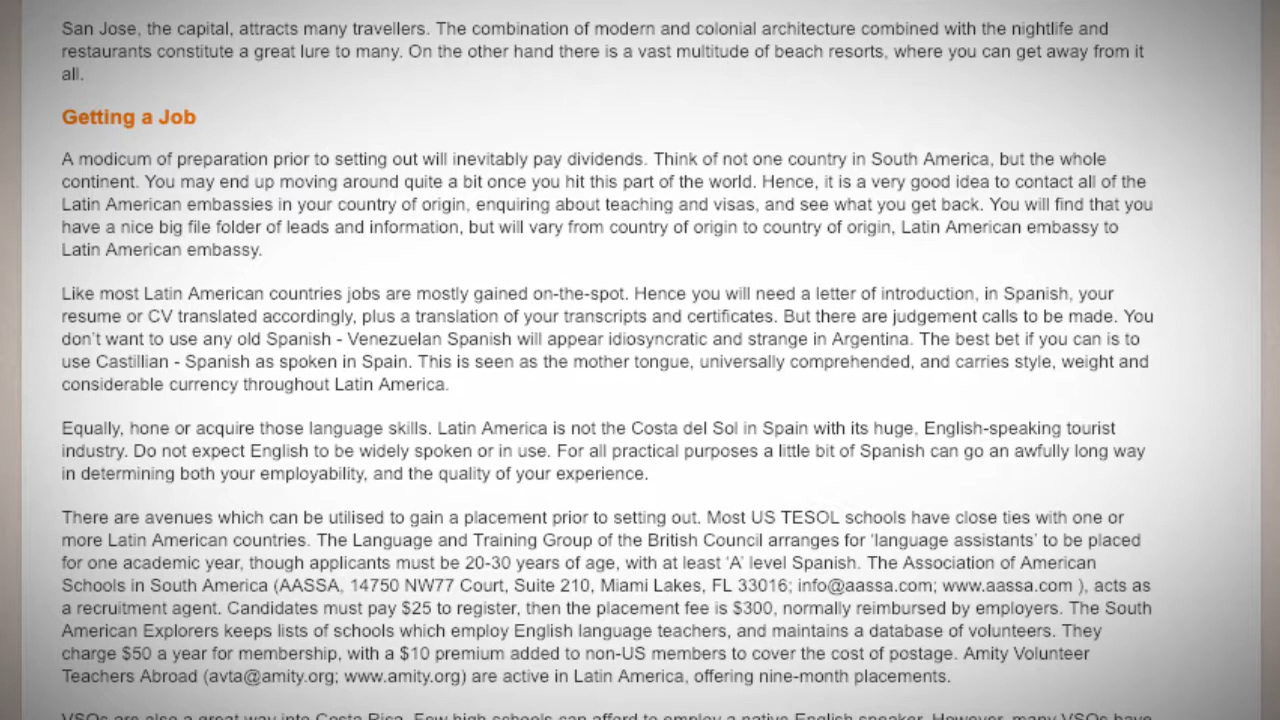 San Jose, the capital, attracts many travellers. The combination of modern and colonial architecture combined with the nightlife and
restaurants constitute a great lure to many. On the other hand there is a vast multitude of beach resorts, where you can get away from it
all.
Getting a Job
A modicum of preparation prior to setting out will inevitably pay dividends. Think of not one country in South America, but the whole
continent. You may end up moving around quite a bit once you hit this part of the world. Hence, it is a very good idea to contact all of the
Latin American embassies in your country of origin, enquiring about teaching and visas, and see what you get back. You will find that you
have a nice big file folder of leads and information, but will vary from country of origin to country of origin, Latin American embassy to
Latin American embassy.
Like most Latin American countries jobs are mostly gained on-the-spot. Hence you will need a letter of introduction, in Spanish, your
resume or CV translated accordingly, plus a translation of your transcripts and certificates. But there are judgement calls to be made. You
don't want to use any old Spanish - Venezuelan Spanish will appear idiosyncratic and strange in Argentina. The best bet if you can is to
use Castillian - Spanish as spoken in Spain. This is seen as the mother tongue, universally comprehended, and carries style, weight and
considerable currency throughout Latin America.
Equally, hone or acquire those language skills. Latin America is not the Costa del Sol in Spain with its huge, English-speaking tourist
industry. Do not expect English to be widely spoken or in use. For all practical purposes a little bit of Spanish can go an awfully long way
in determining both your employability, and the quality of your experience.
There are avenues which can be utilised to gain a placement prior to setting out. Most US TESOL schools have close ties with one or
more Latin American countries. The Language and Training Group of the British Council arranges for 'language assistants' to be placed
for one academic year, though applicants must be 20-30 years of age, with at least 'A' level Spanish. The Association of American
Schools in South America (AASSA, 14750 NW77 Court, Suite 210, Miami Lakes, FL 33016; info@aassa.com; www.aassa.com ), acts as
a recruitment agent. Candidates must pay $25 to register, then the placement fee is $300, normally reimbursed by employers. The South
American Explorers keeps lists of schools which employ English language teachers, and maintains a database of volunteers. They
charge $50 a year for membership, with a $10 premium added to non-US members to cover the cost of postage. Amity Volunteer
Teachers Abroad (avta@amity.org; www.amity.org) are active in Latin America, offering nine-month placements.
VSOs are also a great way into Costa Rica. Few high schools can afford to employ a native English speaker. However, many VSOs have